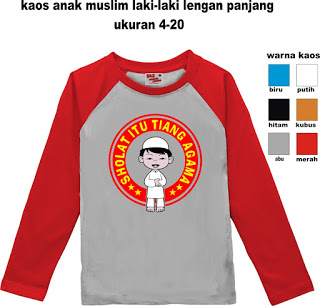 kaos anak muslim laki-laki lengan panjang
ukuran 4-20
warna kaos
biru putih
hitam kubus
abu merah
SHOLAT ITU TIANG AGAMA